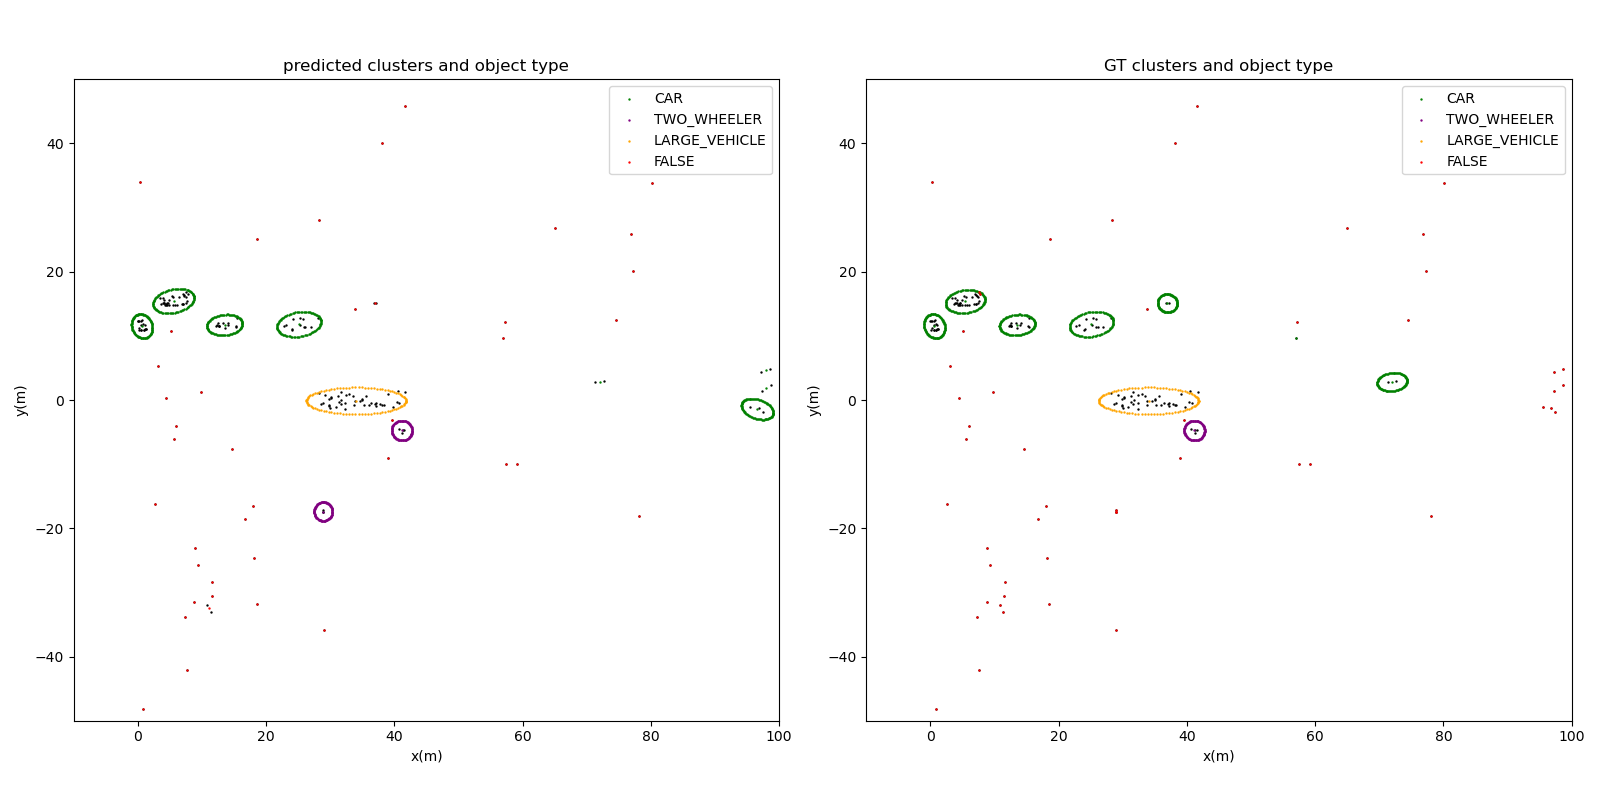 predicted clusters and object type
CAR
TWO_WHEELER
LARGE_VEHICLE
FALSE
40
20
0
−20
−40
y(m)
0
20
40
60
80
100
x(m)
GT clusters and object type
CAR
TWO_WHEELER
LARGE_VEHICLE
FALSE
40
20
0
−20
−40
y(m)
0
20
40
60
80
100
x(m)